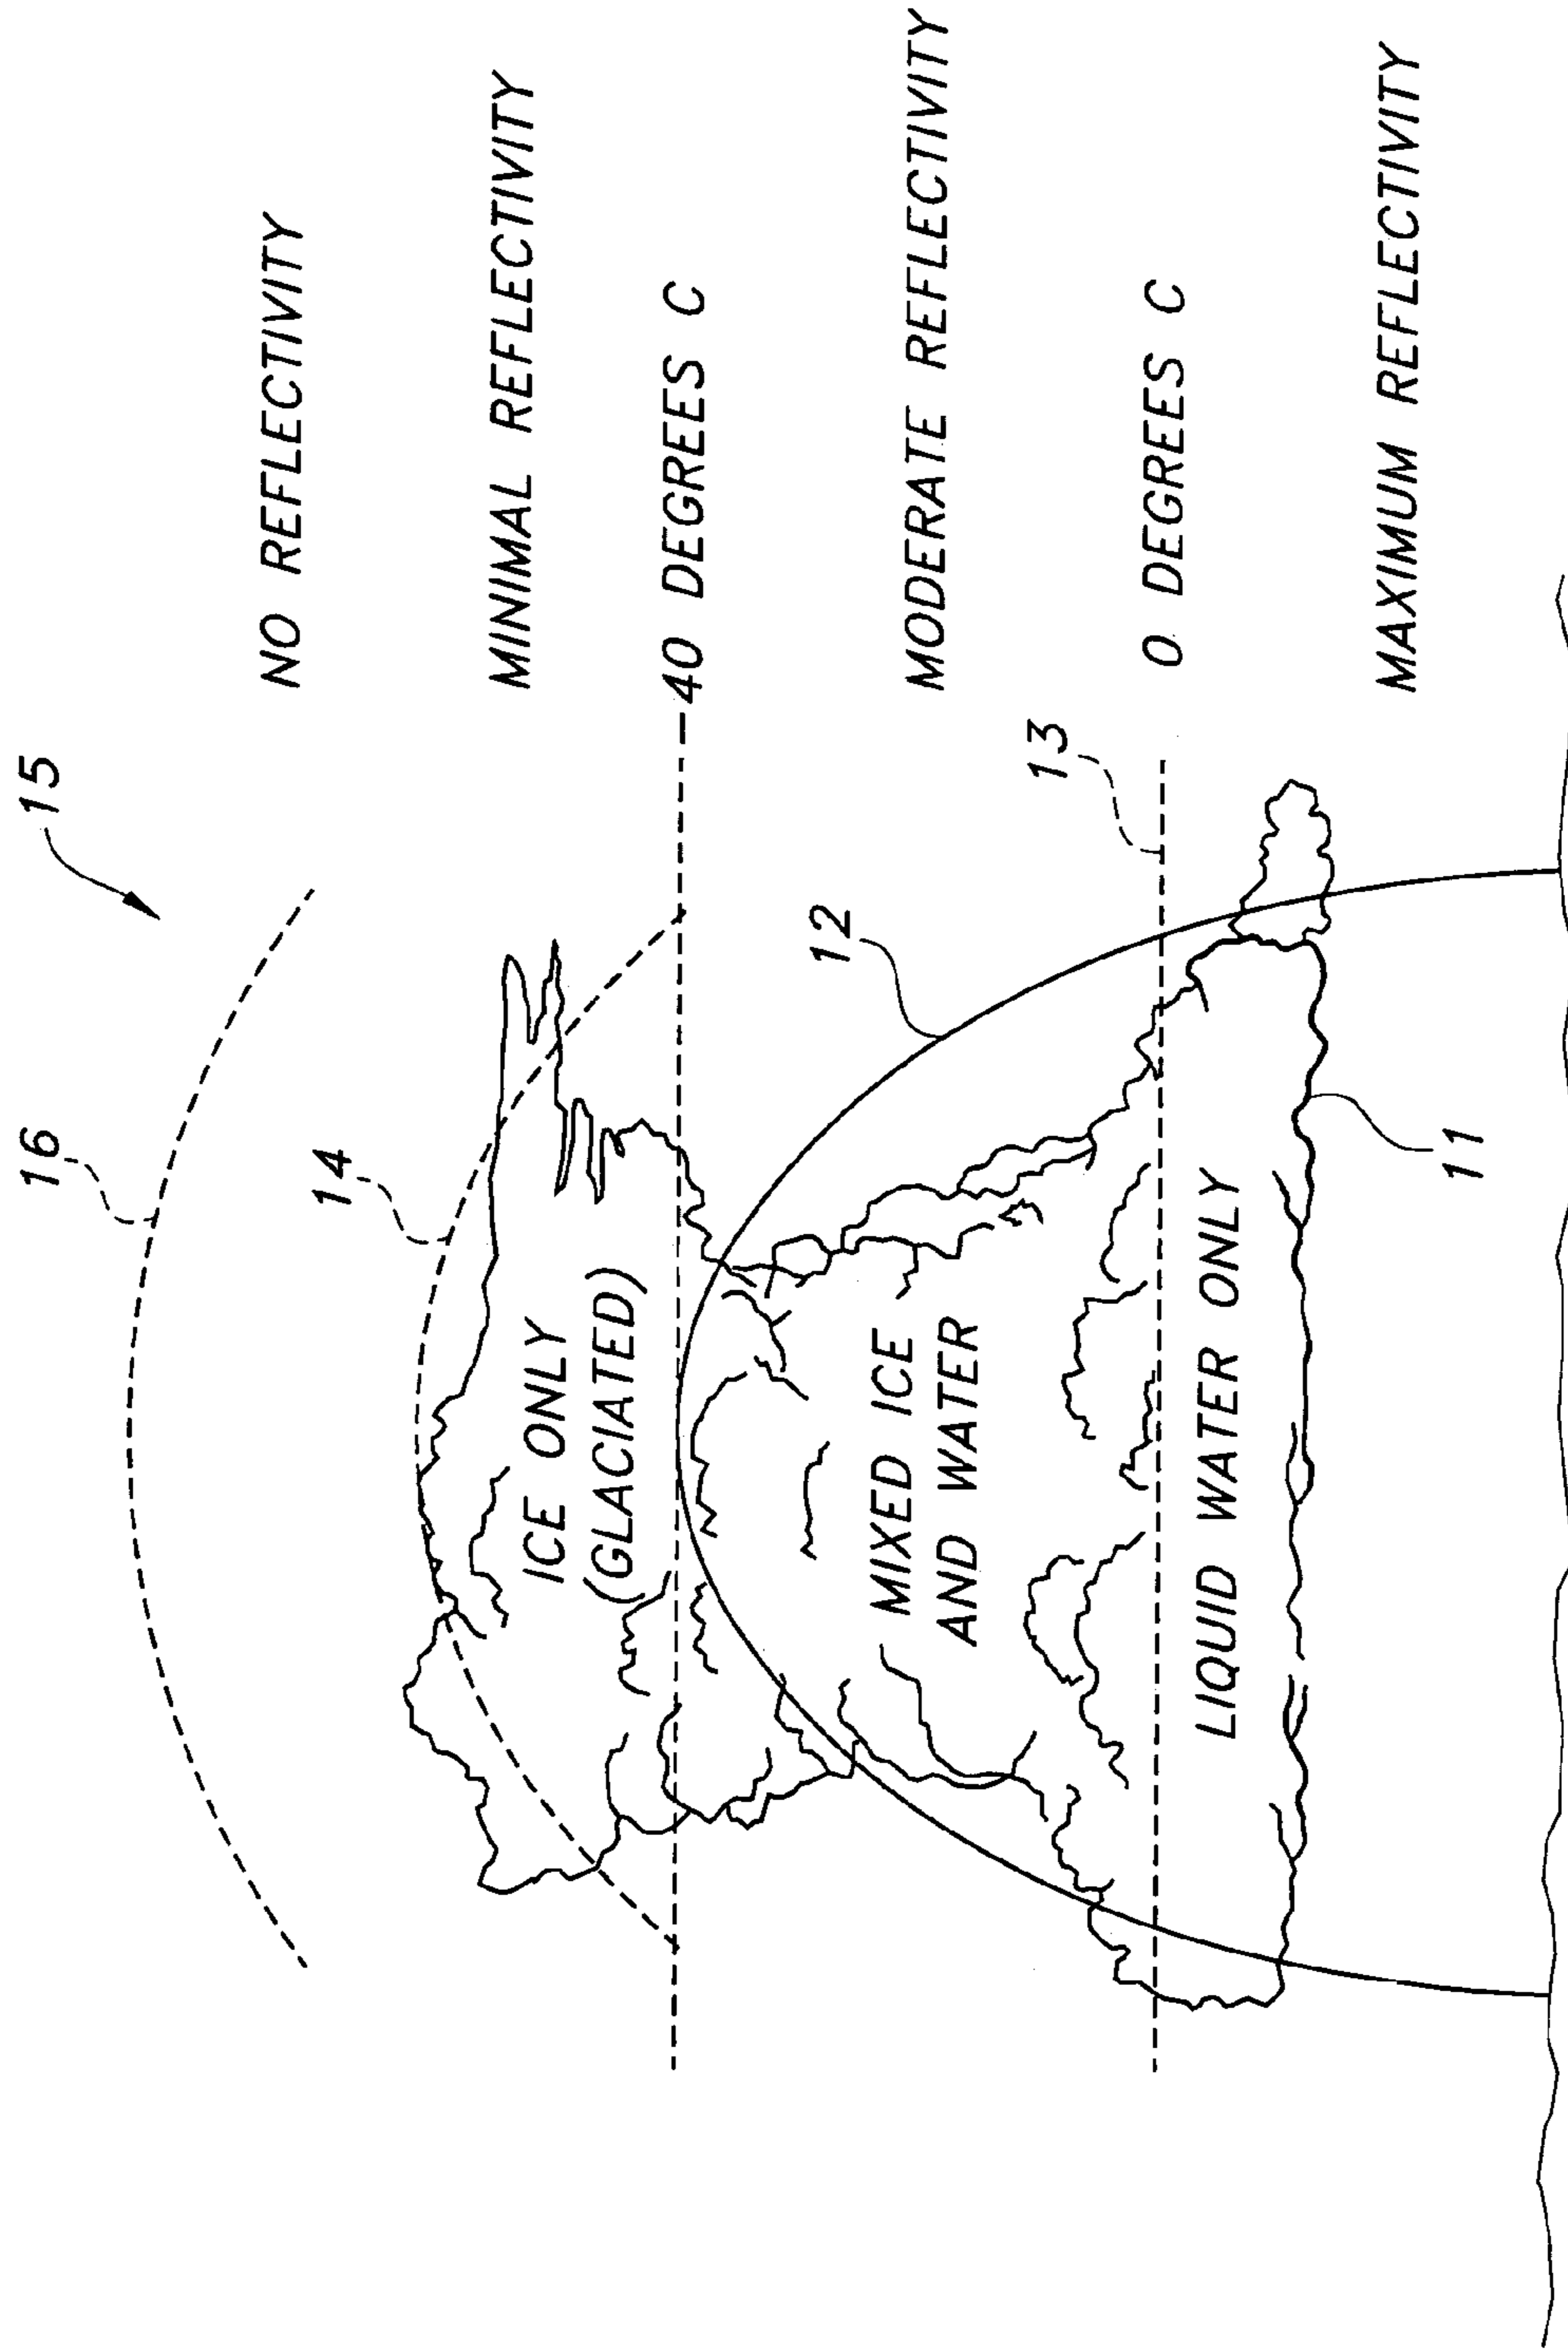 16
15
NO REFLECTIVITY
14
MINIMAL REFLECTIVITY
ICE ONLY
(GLACIATED)
-40 DEGREES C
12
MIXED ICE
AND WATER
MODERATE REFLECTIVITY
13
0 DEGREES C
LIQUID WATER ONLY
MAXIMUM REFLECTIVITY
11